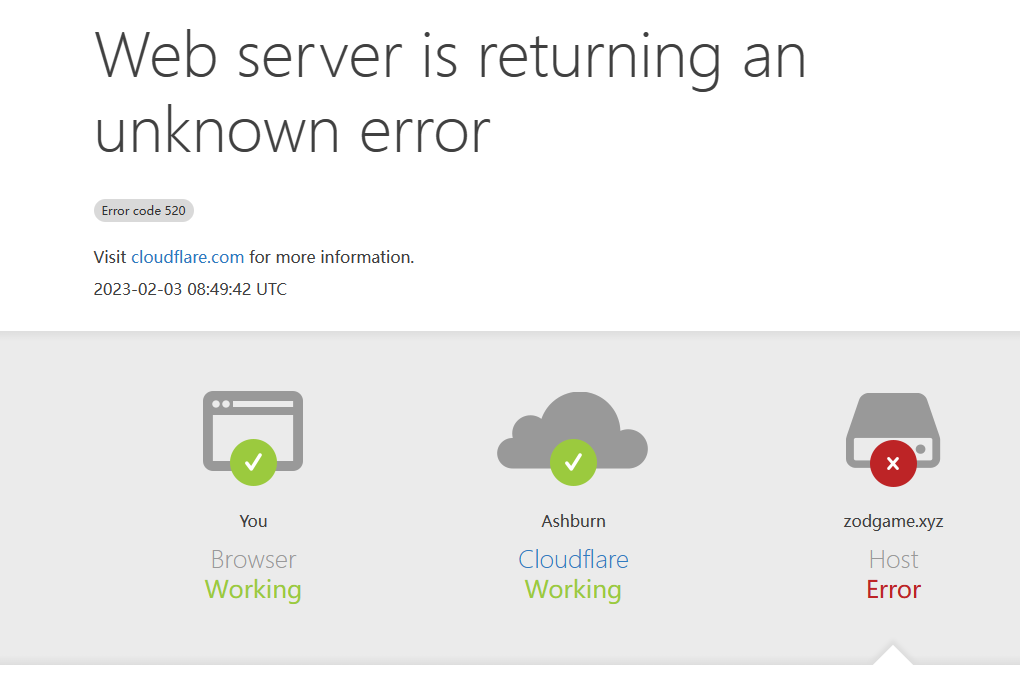 Web server is returning an
unknown error
Error code 520
Visit cloudflare.com for more information.
2023-02-03 08:49:42 UTC
You
Browser
Working
Ashburn
Cloudflare
Working
zodgame.xyz
Host
Error